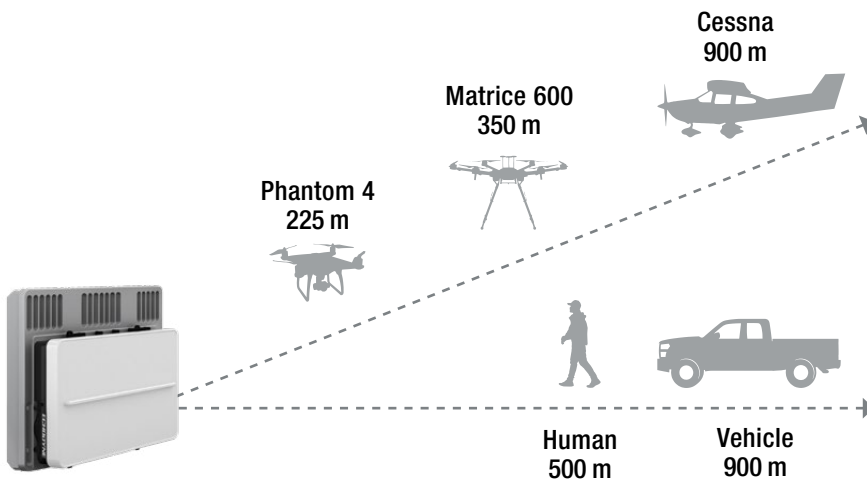 Cessna
900 m
Matrice 600
350 m
Phantom 4
225 m
Human
500 m
Vehicle
900 m